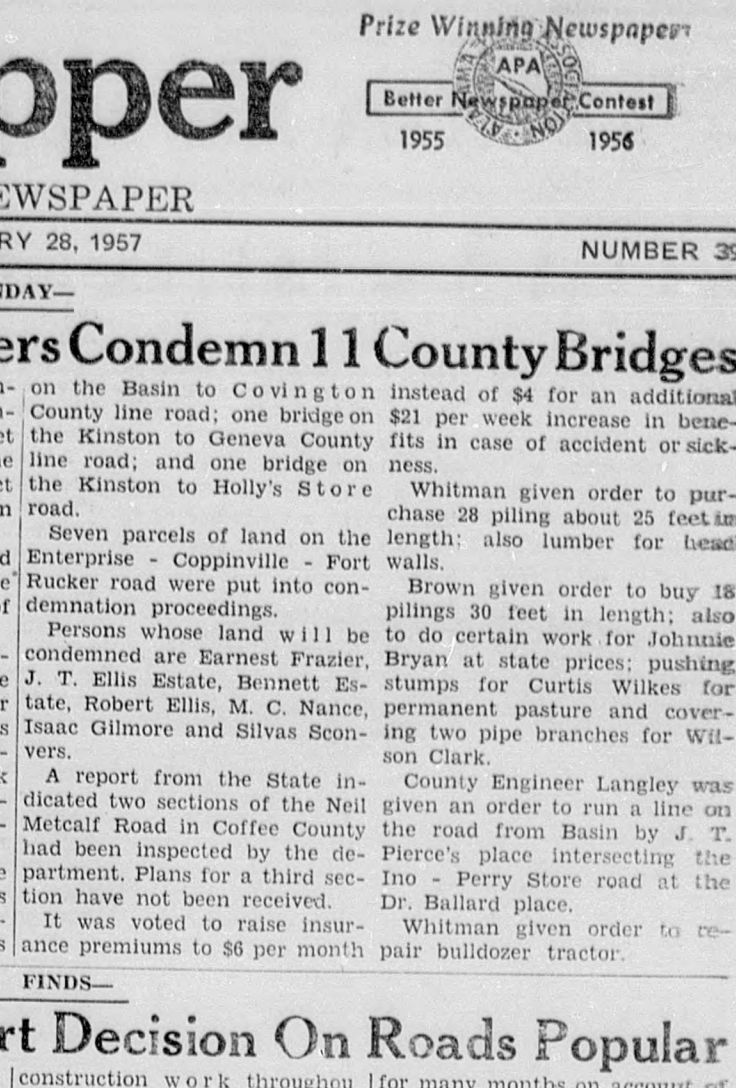 Prize Winning Newspaper
APA
Better Newspaper Contest
1955 1956
pper
EWSPAPER
RY 28, 1957
NUMBER 39
NDAY—
ers Condemn 11 County Bridges
on the Basin to Covington
County line road; one bridge on
the Kinston to Geneva County
line road; and one bridge on
the Kinston to Holly's Store
road.
Seven parcels of land on the
Enterprise - Coppinville - Fort
Rucker road were put into con-
demnation proceedings.
Persons whose land will be
condemned are Earnest Frazier,
J. T. Ellis Estate, Bennett Es-
tate, Robert Ellis, M. C. Nance,
Isaac Gilmore and Silvas Scon-
vers.
A report from the State in-
dicated two sections of the Neil
Metcalf Road in Coffee County
had been inspected by the de-
partment. Plans for a third sec-
tion have not been received.
It was voted to raise insur-
ance premiums to $6 per month
instead of $4 for an additional
$21 per week increase in bene-
fits in case of accident or sick-
ness.
Whitman given order to pur-
chase 28 piling about 25 feet in
length; also lumber for head
walls.
Brown given order to buy 18
pilings 30 feet in length; also
to do certain work for Johnnie
Bryan at state prices; pushing
stumps for Curtis Wilkes for
permanent pasture and cover-
ing two pipe branches for Wil-
son Clark.
County Engineer Langley was
given an order to run a line on
the road from Basin by J. T.
Pierce's place intersecting the
Ino - Perry Store road at the
Dr. Ballard place.
Whitman given order to re-
pair bulldozer tractor.
FINDS—
rt Decision On Roads Popular
construction work throughou
for many months on account of